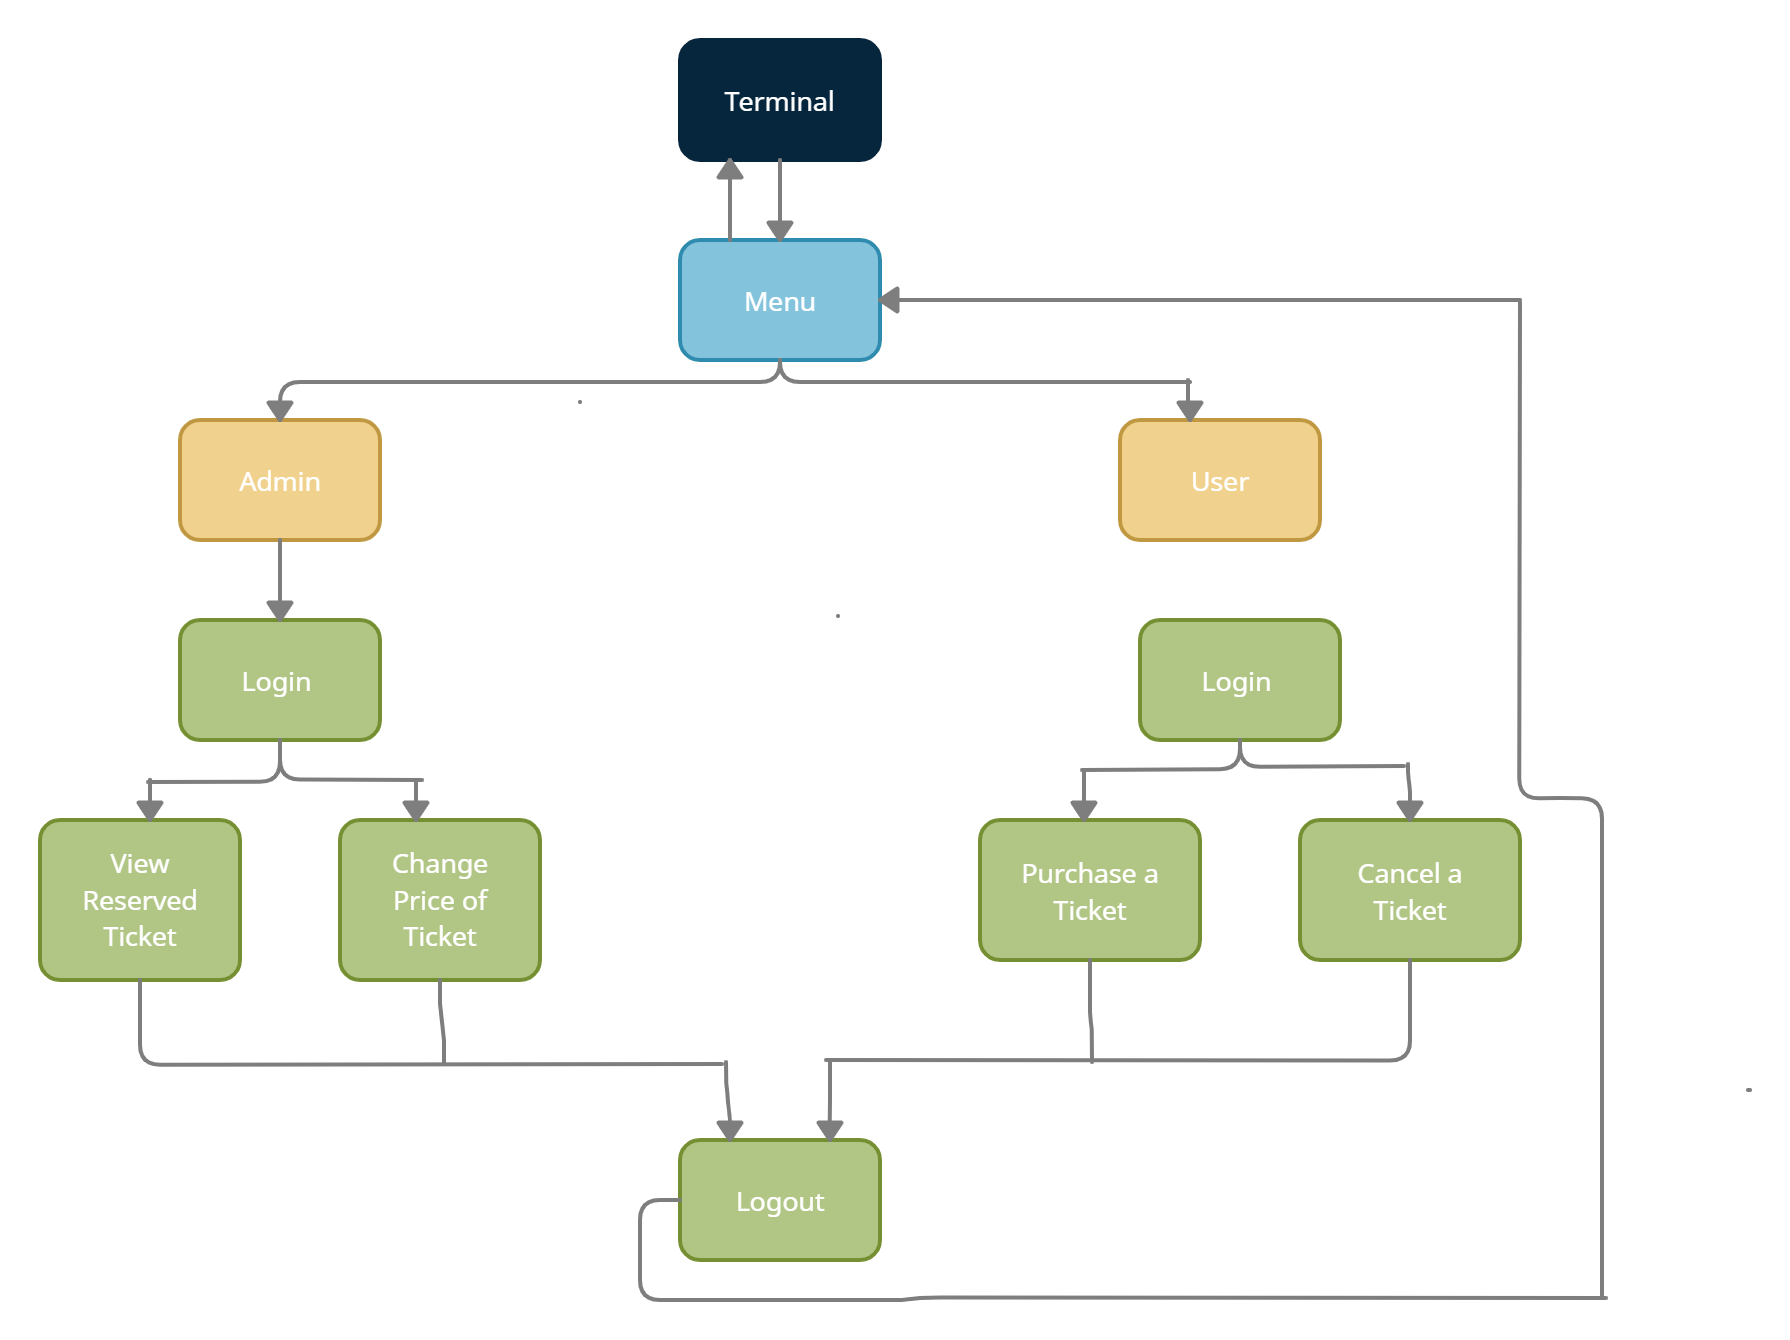 Terminal
Menu
Admin
User
Login
Login
View
Reserved
Ticket
Change
Price of
Ticket
Purchase a
Ticket
Cancel a
Ticket
Logout